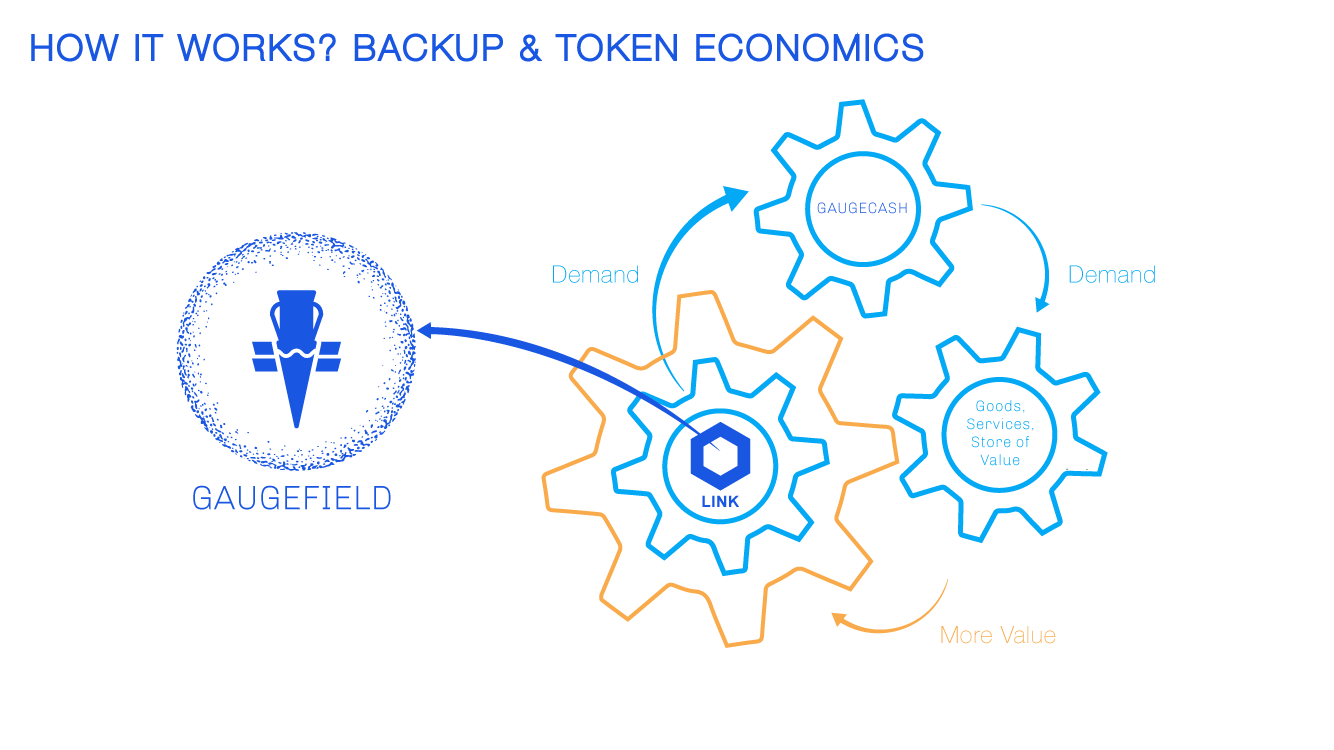 HOW IT WORKS? BACKUP & TOKEN ECONOMICS
GAUGECASH
Demand
Demand
Goods,
Services,
Store of
Value
LINK
GAUGEFIELD
More Value